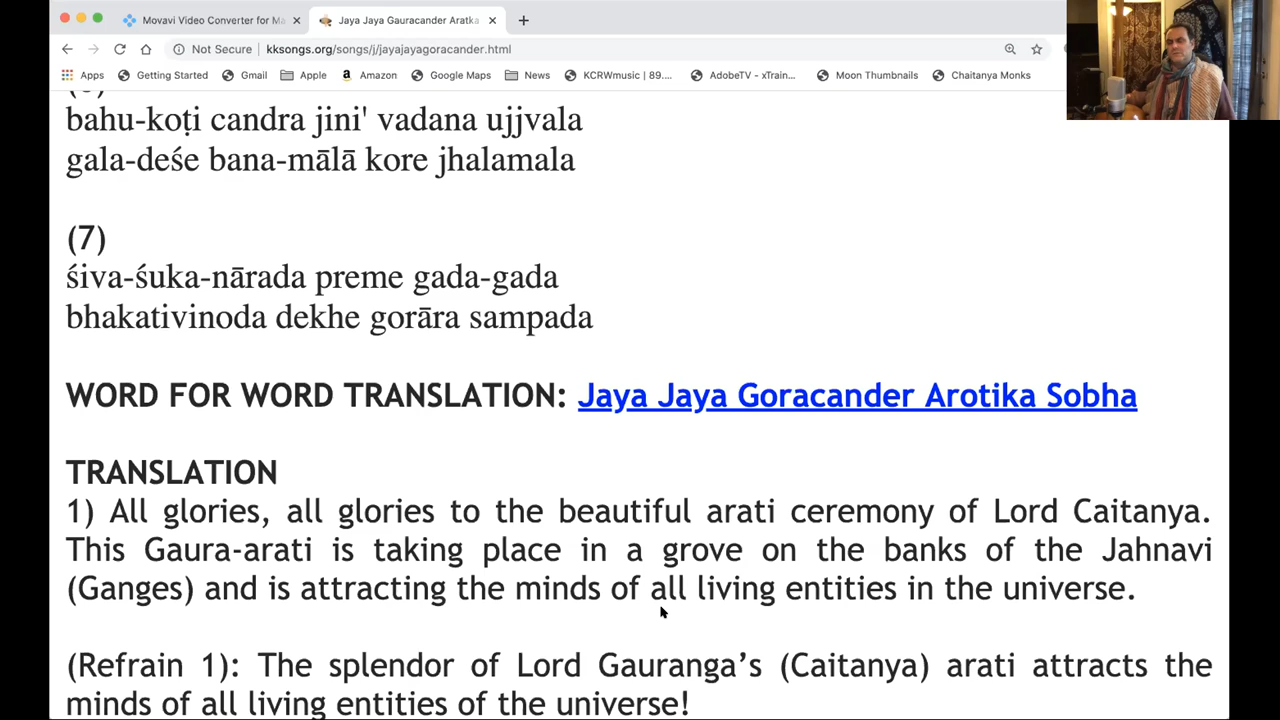 Movavi Video Converter for Ma
Jaya Jaya Gauracander Aratka
Not Secure kksongs.org/songs/j/jayajayagoracander.html
Apps Getting Started Gmail Apple Amazon Google Maps News KCRWmusic | 89.... AdobeTV - xTrain... Moon Thumbnails Chaitanya Monks
bahu-koṭi candra jini' vadana ujjvala
gala-deśe bana-mālā kore jhalamala
(7)
śiva-śuka-nārada preme gada-gada
bhakativinoda dekhe gorāra sampada
WORD FOR WORD TRANSLATION: Jaya Jaya Goracander Arotika Sobha
TRANSLATION
1) All glories, all glories to the beautiful arati ceremony of Lord Caitanya.
This Gaura-arati is taking place in a grove on the banks of the Jahnavi
(Ganges) and is attracting the minds of all living entities in the universe.
(Refrain 1): The splendor of Lord Gauranga’s (Caitanya) arati attracts the
minds of all living entities of the universe!